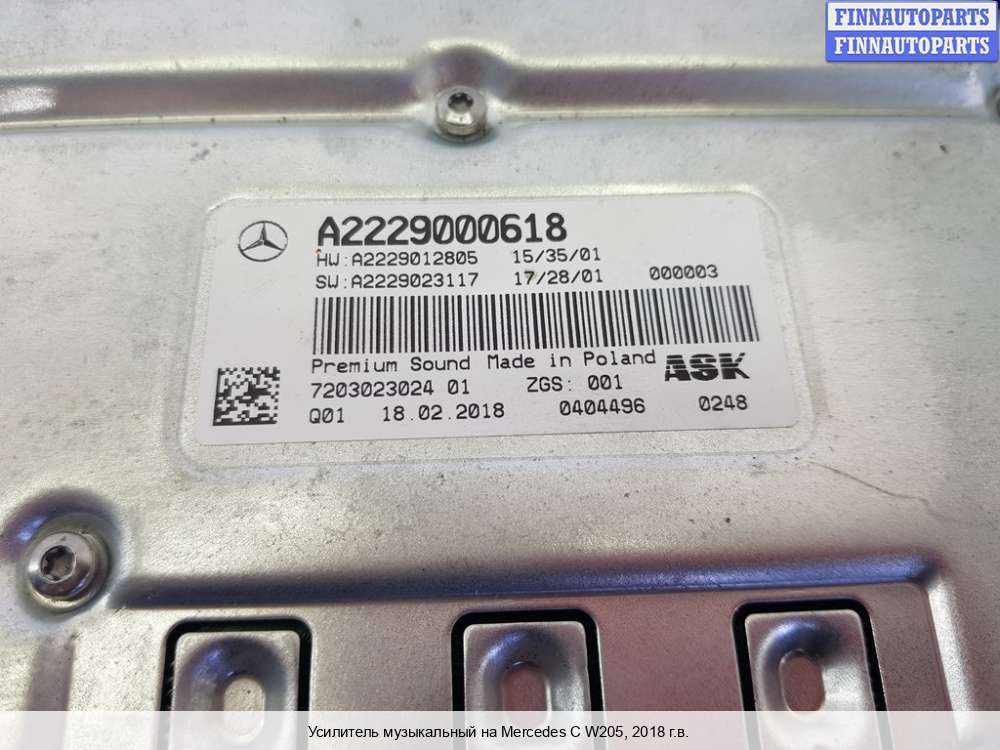 FINNAUTOPARTS
FINNAUTOPARTS
A2229000618
HW:A2229012805 15/35/01
SW:A2229023117 17/28/01 000003
Premium Sound Made in Poland ASK
7203023024 01 ZGS: 001
Q01 18.02.2018 0404496 0248
Усилитель музыкальный на Mercedes C W205, 2018 г.в.